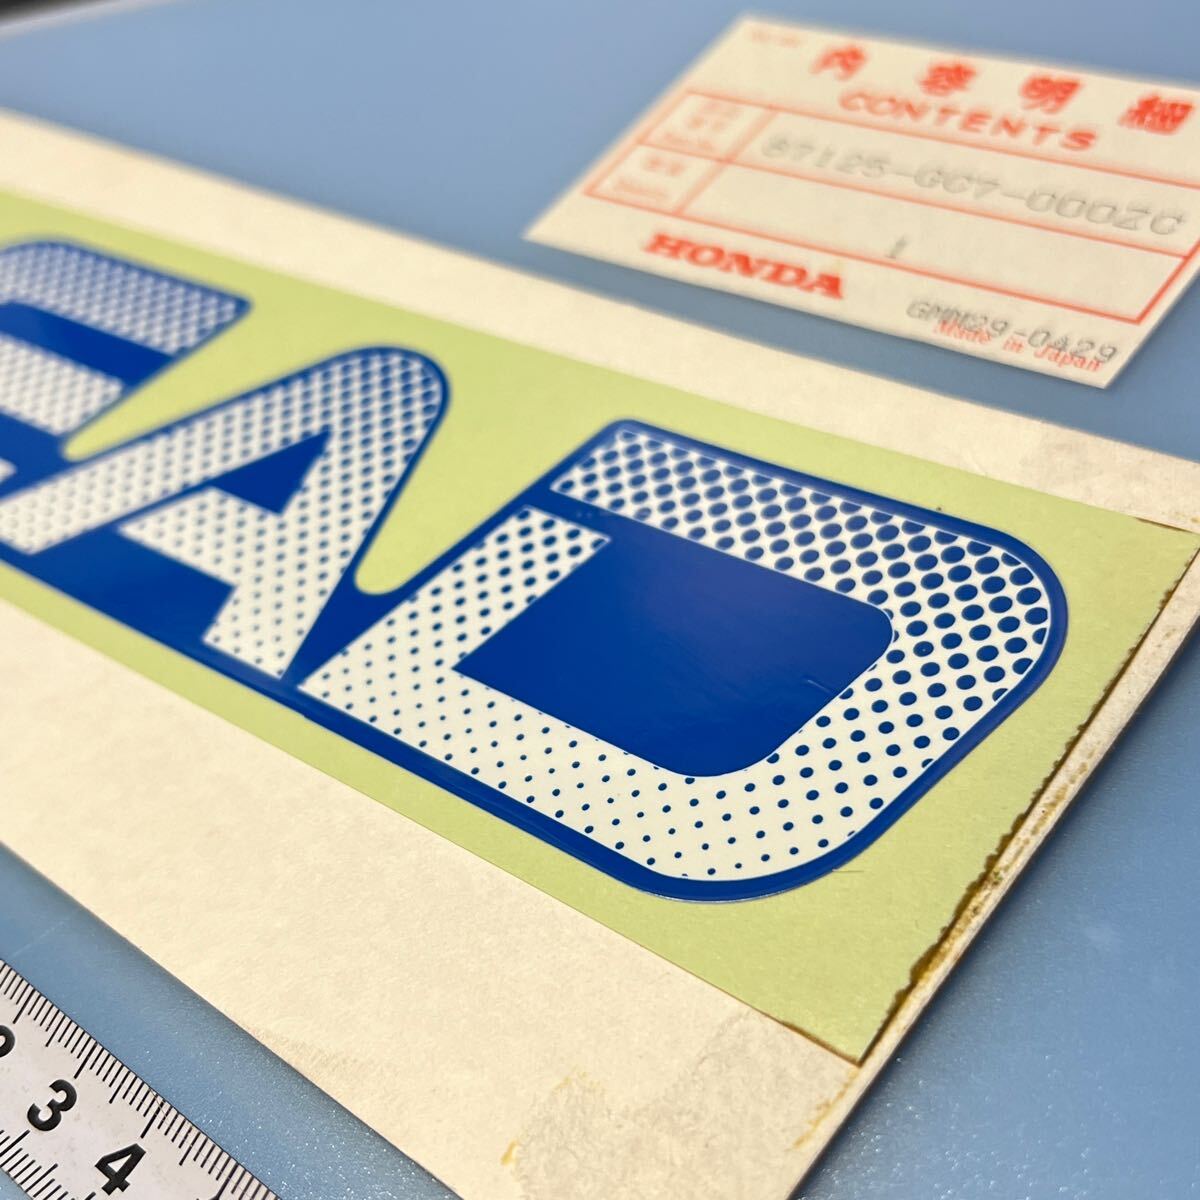 内容明細
CONTENTS
87125-GC7-000ZC
1
HONDA
GMM29-0429
Made in Japan
EAD
3
4